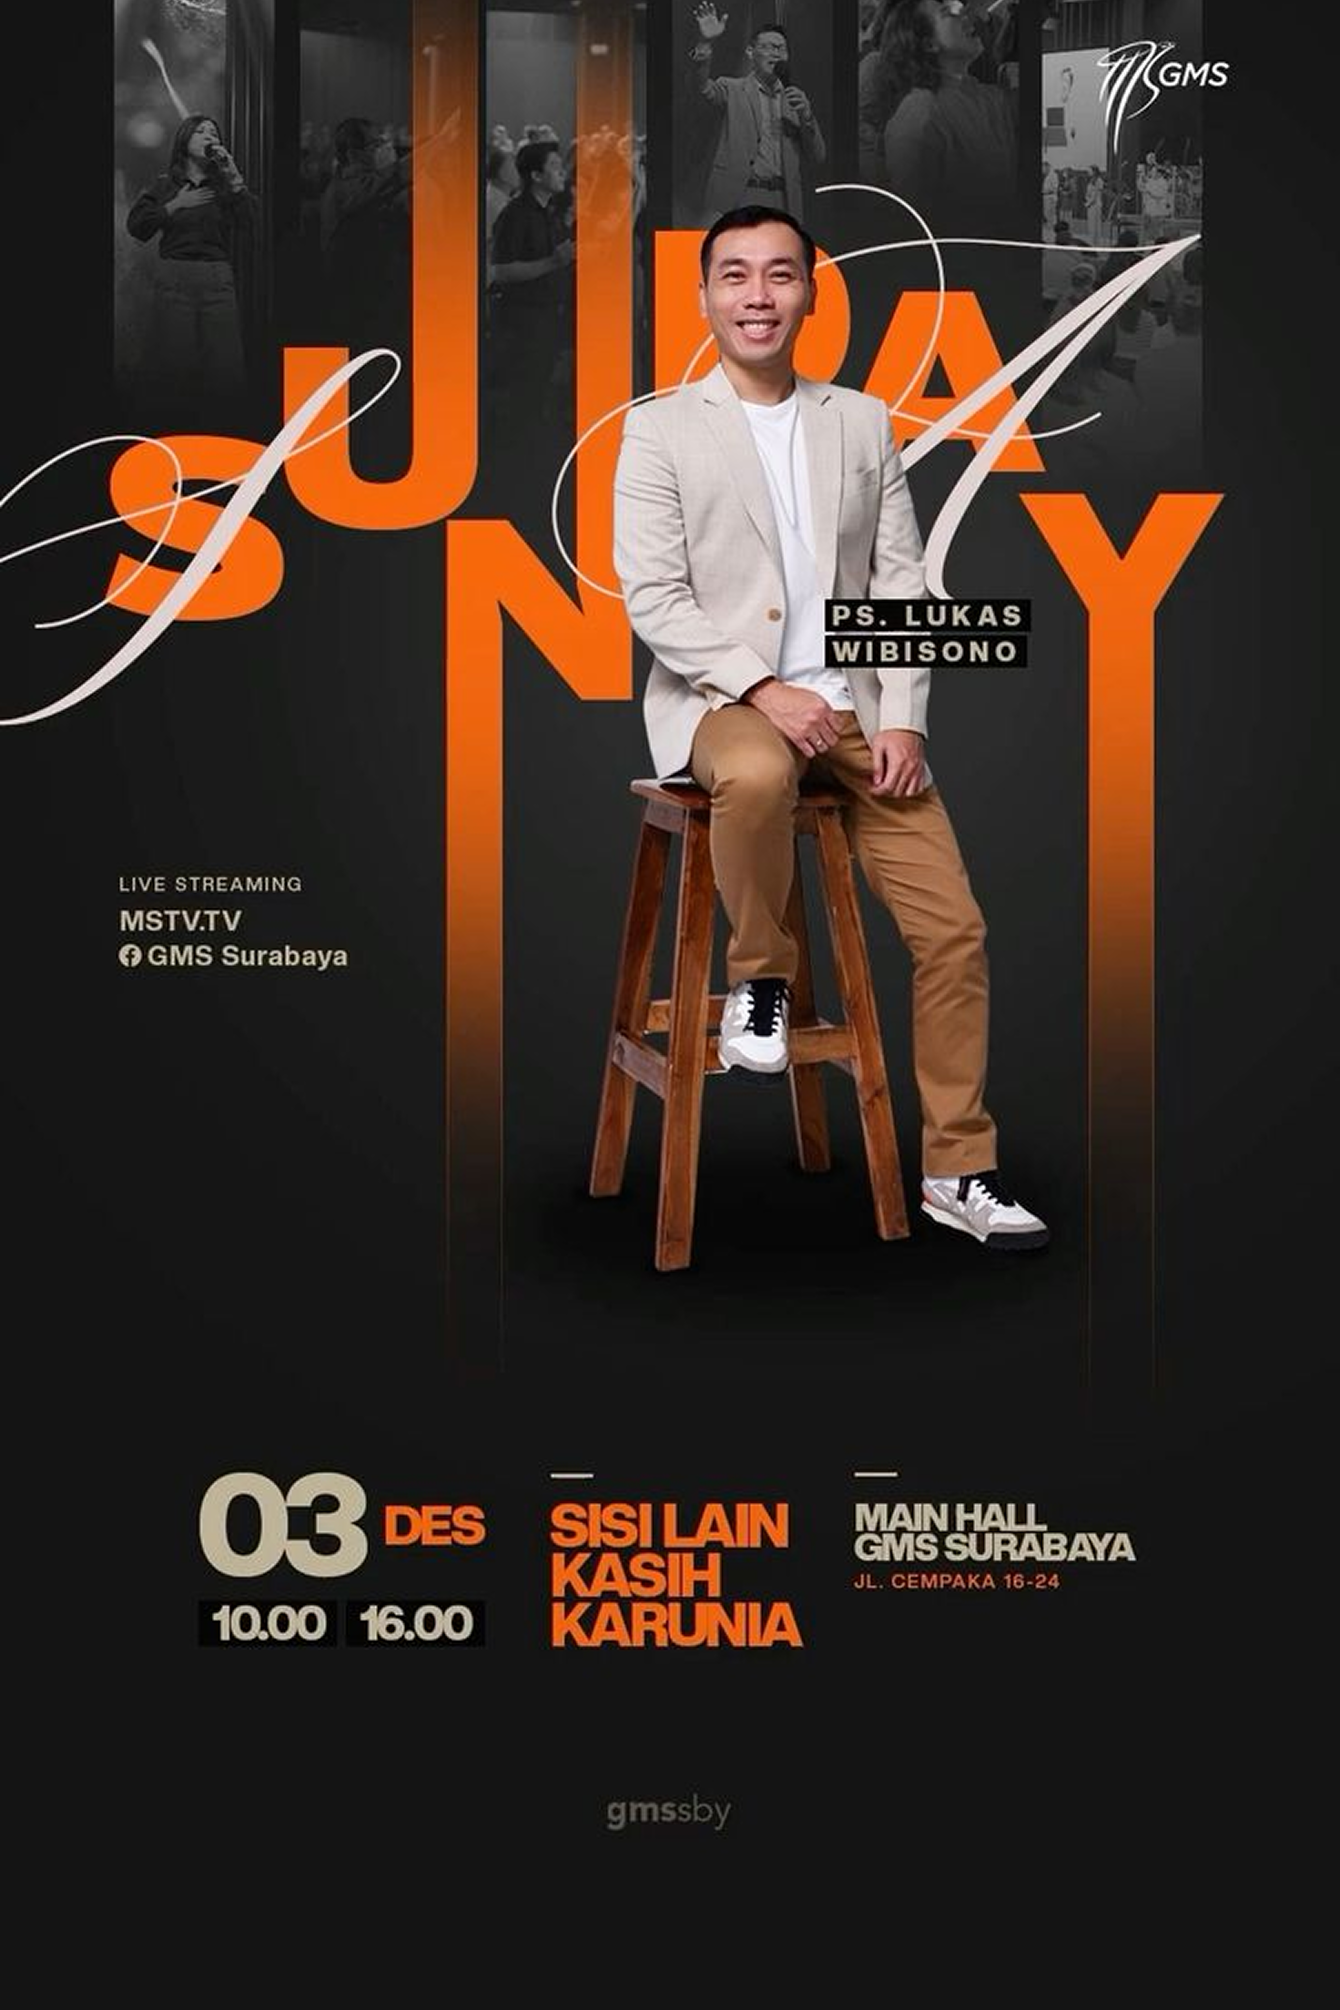 GMS
SUNDAY
S A
PS. LUKAS
WIBISONO
LIVE STREAMING
MSTV.TV
GMS Surabaya
03 DES
10.00 16.00
SISI LAIN
KASIH
KARUNIA
MAIN HALL
GMS SURABAYA
JL. CEMPAKA 16-24
gmssby